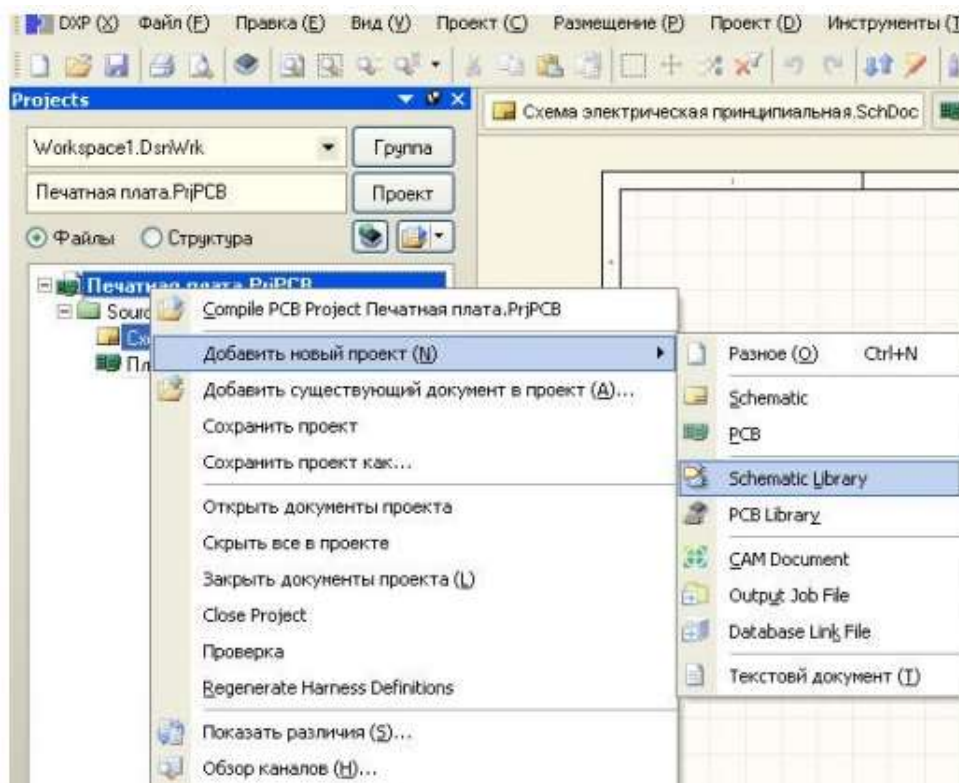 DXP (X) Файл (F) Правка (E) Вид (V) Проект (C) Размещение (P) Проект (D) Инструменты (T
Projects
Схема электрическая принципиальная.SchDoc
Workspace1.DsnWrk
Группа
Печатная плата.PrjPCB
Проект
Файлы
Структура
Печатная плата.PrjPCB
Sourc
Сх
Пл
Compile PCB Project Печатная плата.PrjPCB
Добавить новый проект (N)
Добавить существующий документ в проект (A)...
Сохранить проект
Сохранить проект как...
Открыть документы проекта
Скрыть все в проекте
Закрыть документы проекта (L)
Close Project
Проверка
Regenerate Harness Definitions
Показать различия (S)...
Обзор каналов (H)...
Разное (O) Ctrl+N
Schematic
PCB
Schematic Library
PCB Library
CAM Document
Output Job File
Database Link File
Текстовй документ (T)